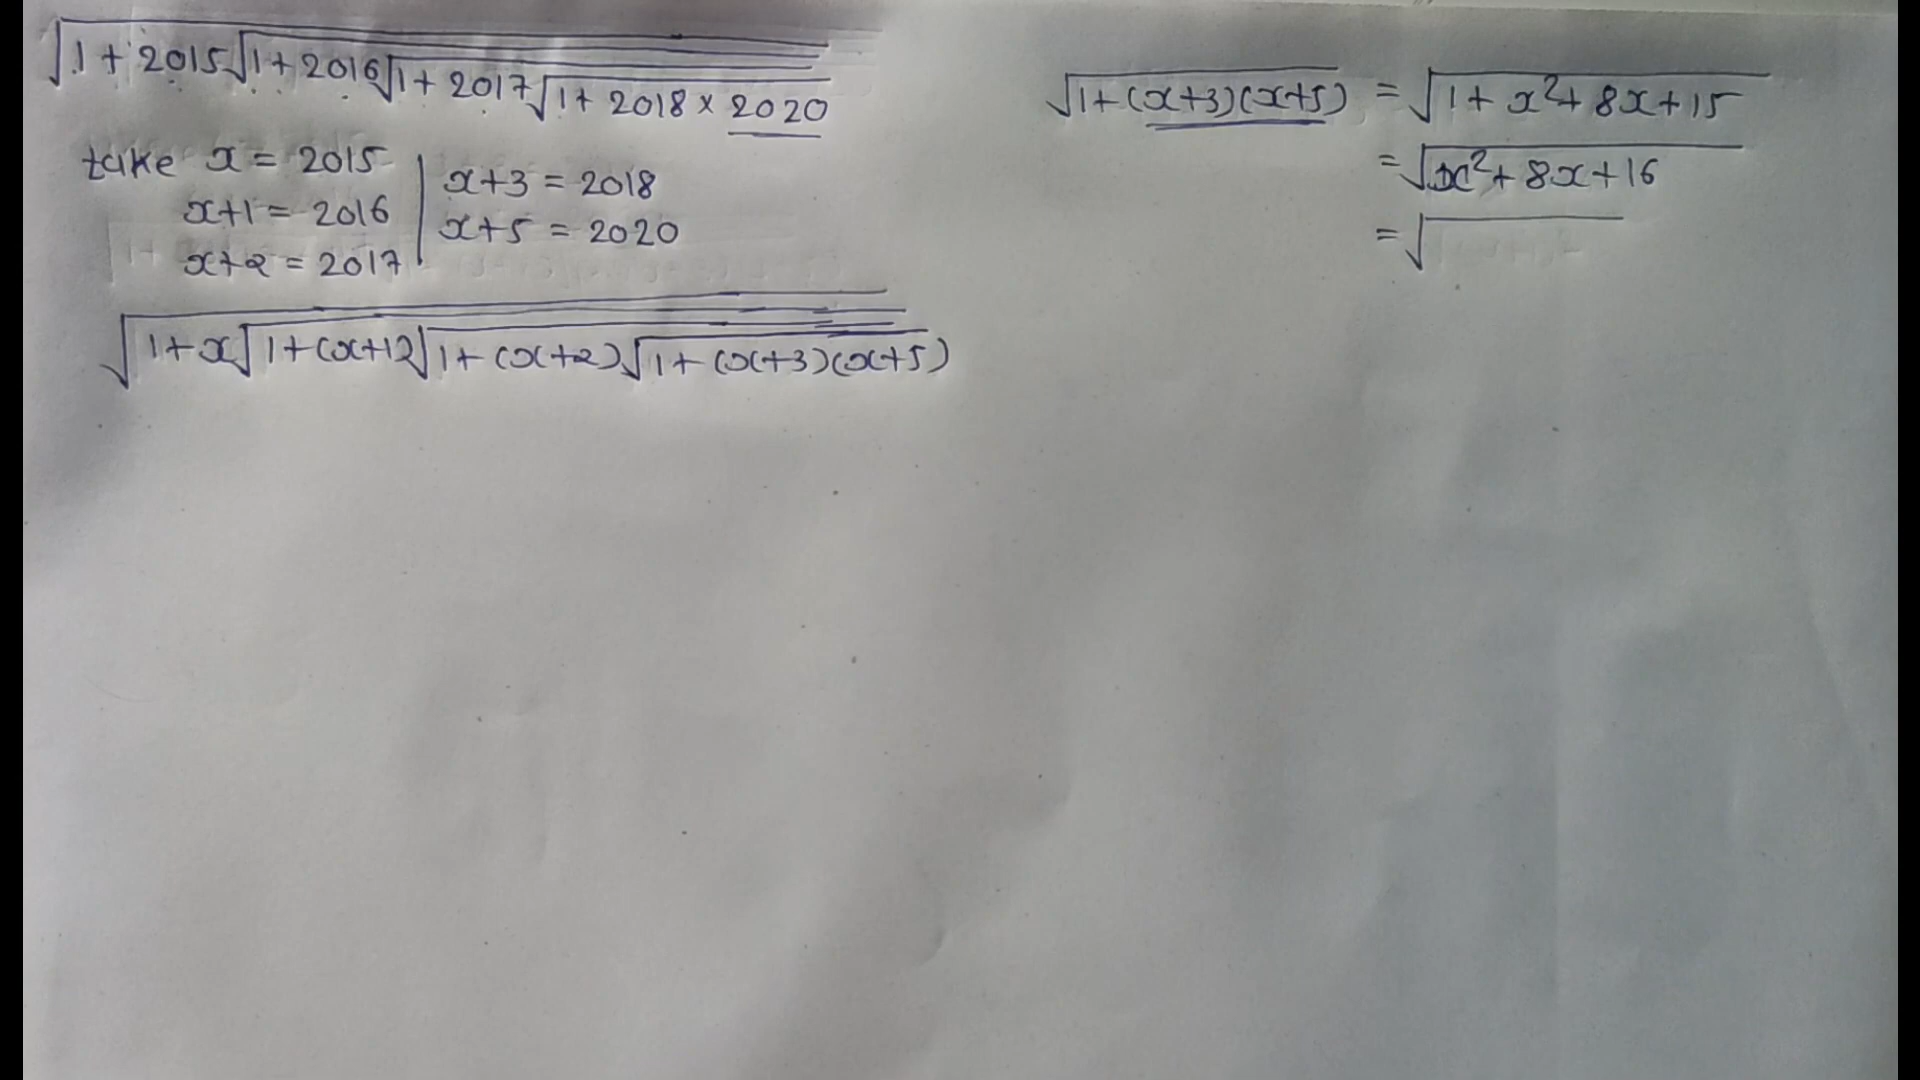 √1+2015√1+2016√1+2017√1+2018×2020
take x = 2015
x+1 = 2016
x+2 = 2017
x+3 = 2018
x+5 = 2020
√1+x√1+(x+1)√1+(x+2)√1+(x+3)(x+5)
√1+(x+3)(x+5) = √1+x²+8x+15
= √x²+8x+16
= √